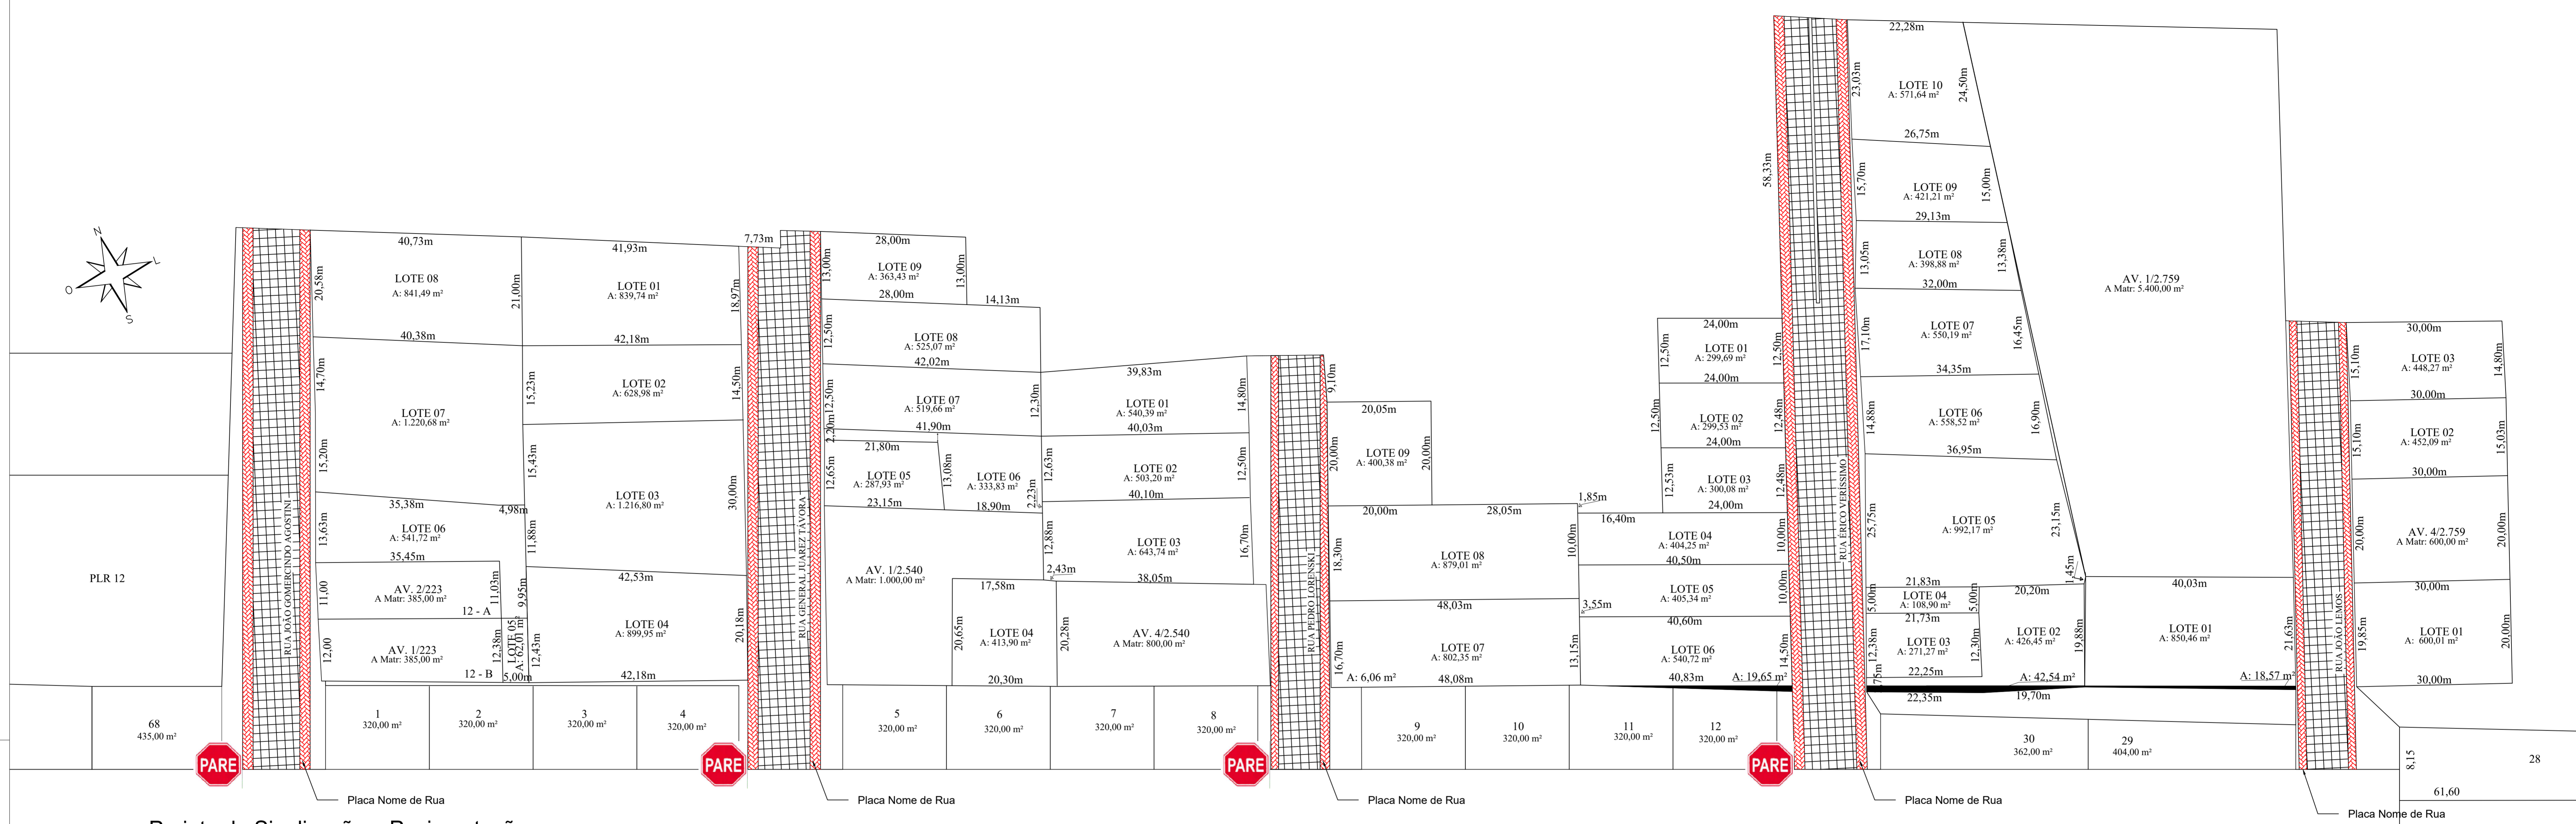 N
L
O
S
PLR 12
68
435,00 m²
RUA JOÃO GOMERCINDO AGOSTINI
40,73m
20,58m
LOTE 08
A: 841,49 m²
21,00m
40,38m
14,70m
LOTE 07
A: 1.220,68 m²
15,23m
15,20m
15,43m
35,38m
4,98m
13,63m
LOTE 06
A: 541,72 m²
11,88m
35,45m
11,00
AV. 2/223
A Matr: 385,00 m²
11,03m
9,95m
12 - A
12,00
AV. 1/223
A Matr: 385,00 m²
12,38m
LOTE 05
A: 62,01 m²
12,43m
12 - B
5,00m
41,93m
LOTE 01
A: 839,74 m²
18,97m
42,18m
LOTE 02
A: 628,98 m²
14,50m
LOTE 03
A: 1.216,80 m²
30,00m
42,53m
LOTE 04
A: 899,95 m²
20,18m
42,18m
1
320,00 m²
2
320,00 m²
3
320,00 m²
4
320,00 m²
7,73m
RUA GENERAL JUAREZ TÁVORA
28,00m
13,00m
LOTE 09
A: 363,43 m²
13,00m
28,00m
14,13m
12,50m
LOTE 08
A: 525,07 m²
42,02m
12,50m
LOTE 07
A: 519,66 m²
12,30m
2,20m
41,90m
21,80m
12,65m
LOTE 05
A: 287,93 m²
13,08m
LOTE 06
A: 333,83 m²
12,63m
2,23m
23,15m
18,90m
39,83m
LOTE 01
A: 540,39 m²
14,80m
40,03m
LOTE 02
A: 503,20 m²
12,50m
40,10m
12,88m
LOTE 03
A: 643,74 m²
16,70m
2,43m
38,05m
AV. 1/2.540
A Matr: 1.000,00 m²
17,58m
20,65m
LOTE 04
A: 413,90 m²
20,28m
20,30m
AV. 4/2.540
A Matr: 800,00 m²
5
320,00 m²
6
320,00 m²
7
320,00 m²
8
320,00 m²
RUA PEDRO LORENSKI
9,10m
20,05m
20,00m
LOTE 09
A: 400,38 m²
20,00m
20,00m
28,05m
1,85m
18,30m
LOTE 08
A: 879,01 m²
10,00m
48,03m
3,55m
16,70m
LOTE 07
A: 802,35 m²
13,15m
A: 6,06 m²
48,08m
24,00m
12,50m
LOTE 01
A: 299,69 m²
12,50m
24,00m
12,50m
LOTE 02
A: 299,53 m²
12,48m
24,00m
12,53m
LOTE 03
A: 300,08 m²
12,48m
24,00m
16,40m
LOTE 04
A: 404,25 m²
10,00m
40,50m
LOTE 05
A: 405,34 m²
10,00m
40,60m
LOTE 06
A: 540,72 m²
14,50m
40,83m
A: 19,65 m²
9
320,00 m²
10
320,00 m²
11
320,00 m²
12
320,00 m²
58,33m
RUA ÉRICO VERÍSSIMO
22,28m
23,03m
LOTE 10
A: 571,64 m²
24,50m
26,75m
15,70m
LOTE 09
A: 421,21 m²
15,00m
29,13m
13,05m
LOTE 08
A: 398,88 m²
13,38m
32,00m
17,10m
LOTE 07
A: 550,19 m²
16,45m
34,35m
14,88m
LOTE 06
A: 558,52 m²
16,90m
36,95m
25,75m
LOTE 05
A: 992,17 m²
23,15m
1,45m
21,83m
20,20m
5,00m
LOTE 04
A: 108,90 m²
5,00m
21,73m
12,38m
LOTE 03
A: 271,27 m²
12,30m
22,25m
LOTE 02
A: 426,45 m²
19,88m
A: 42,54 m²
22,35m
19,70m
AV. 1/2.759
A Matr: 5.400,00 m²
40,03m
LOTE 01
A: 850,46 m²
21,63m
A: 18,57 m²
30
362,00 m²
29
404,00 m²
RUA JOÃO LEMOS
30,00m
15,10m
LOTE 03
A: 448,27 m²
14,80m
30,00m
15,10m
LOTE 02
A: 452,09 m²
15,03m
30,00m
20,00m
AV. 4/2.759
A Matr: 600,00 m²
20,00m
30,00m
19,85m
LOTE 01
A: 600,01 m²
20,00m
30,00m
8,15
28
61,60
PARE
PARE
PARE
PARE
Placa Nome de Rua
Placa Nome de Rua
Placa Nome de Rua
Placa Nome de Rua
Placa Nome de Rua